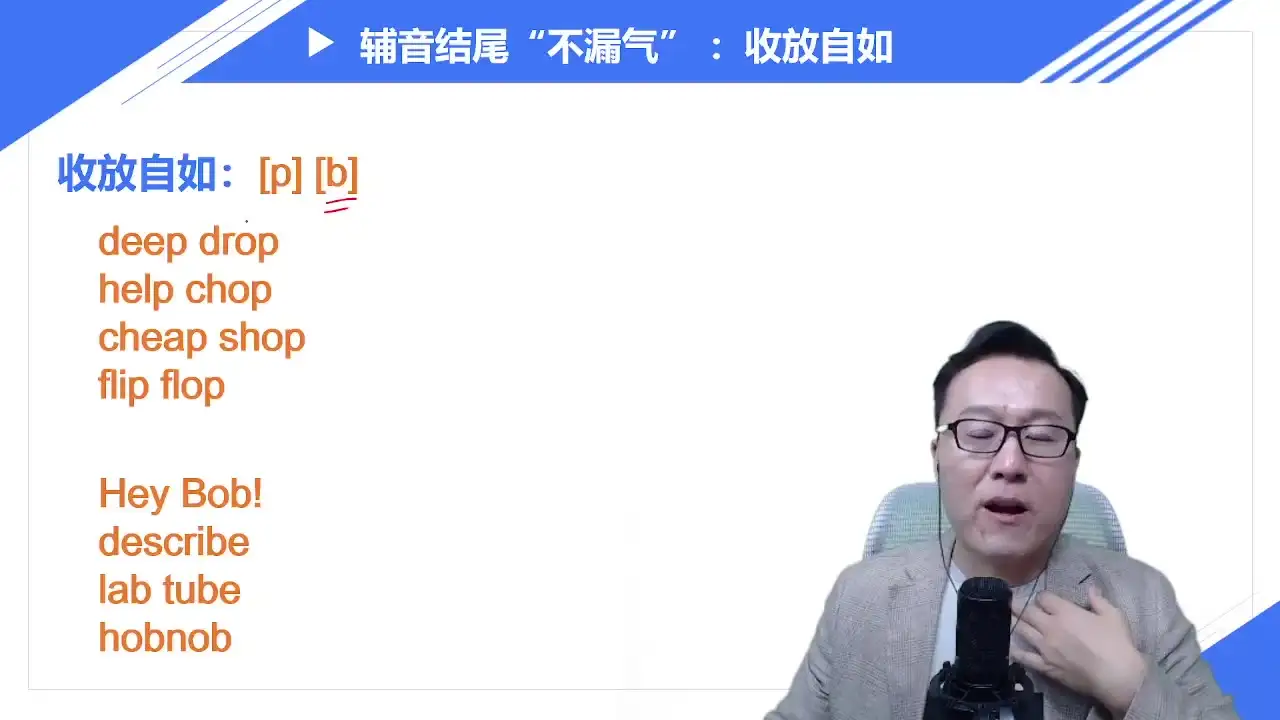 辅音结尾“不漏气”：收放自如
收放自如：[p] [b]
deep drop
help chop
cheap shop
flip flop
Hey Bob!
describe
lab tube
hobnob